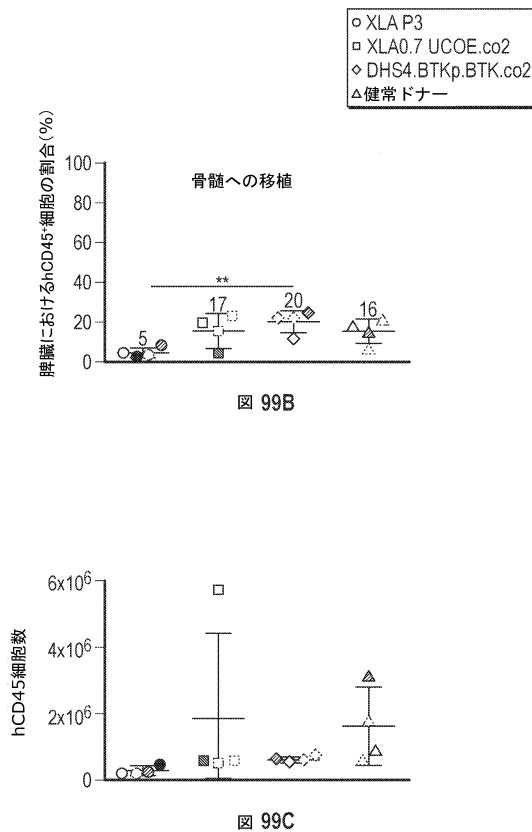 XLA P3
XLA0.7 UCOE.co2
DHS4.BTKp.BTK.co2
健常ドナー
脾臓におけるhCD45⁺細胞の割合(%)
100
80
60
40
20
0
骨髄への移植
**
5
17
20
16
図 99B
hCD45細胞数
6x10⁶
4x10⁶
2x10⁶
0
図 99C